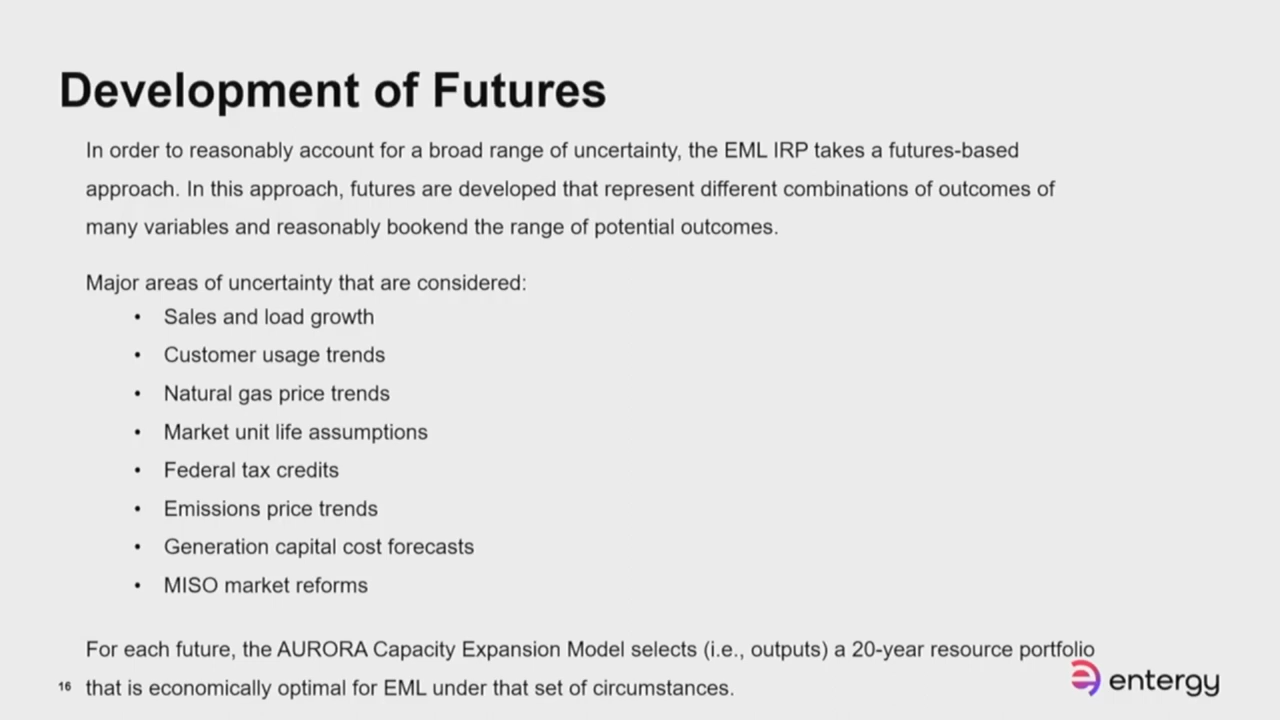 Development of Futures
In order to reasonably account for a broad range of uncertainty, the EML IRP takes a futures-based
approach. In this approach, futures are developed that represent different combinations of outcomes of
many variables and reasonably bookend the range of potential outcomes.
Major areas of uncertainty that are considered:
• Sales and load growth
• Customer usage trends
• Natural gas price trends
• Market unit life assumptions
• Federal tax credits
• Emissions price trends
• Generation capital cost forecasts
• MISO market reforms
For each future, the AURORA Capacity Expansion Model selects (i.e., outputs) a 20-year resource portfolio
that is economically optimal for EML under that set of circumstances.
16
entergy